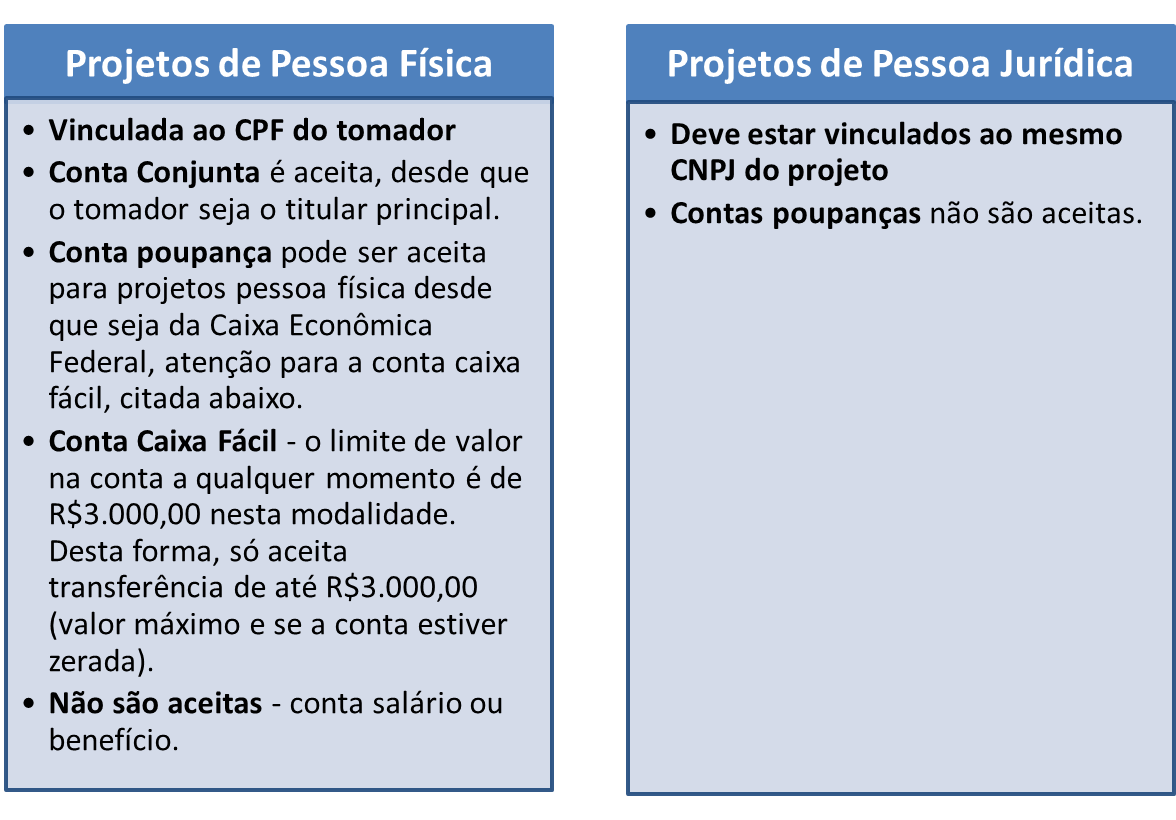 Projetos de Pessoa Física
• Vinculada ao CPF do tomador
• Conta Conjunta é aceita, desde que
o tomador seja o titular principal.
• Conta poupança pode ser aceita
para projetos pessoa física desde
que seja da Caixa Econômica
Federal, atenção para a conta caixa
fácil, citada abaixo.
• Conta Caixa Fácil - o limite de valor
na conta a qualquer momento é de
R$3.000,00 nesta modalidade.
Desta forma, só aceita
transferência de até R$3.000,00
(valor máximo e se a conta estiver
zerada).
• Não são aceitas - conta salário ou
benefício.
Projetos de Pessoa Jurídica
• Deve estar vinculados ao mesmo
CNPJ do projeto
• Contas poupanças não são aceitas.